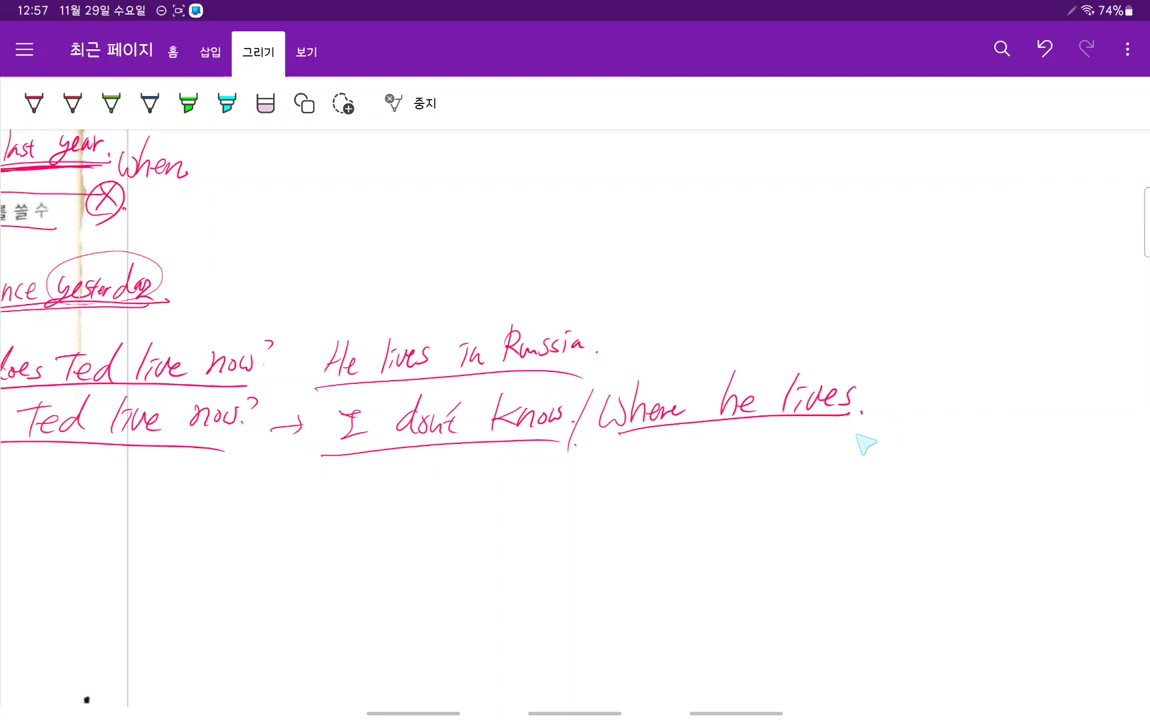 12:57 11월 29일 수요일 74%
최근 페이지 홈 삽입 그리기 보기
중지
last year. When
를 쓸 수
nce yesterday.
does Ted live now? He lives in Russia.
Ted live now? → I don't know. / Where he lives.